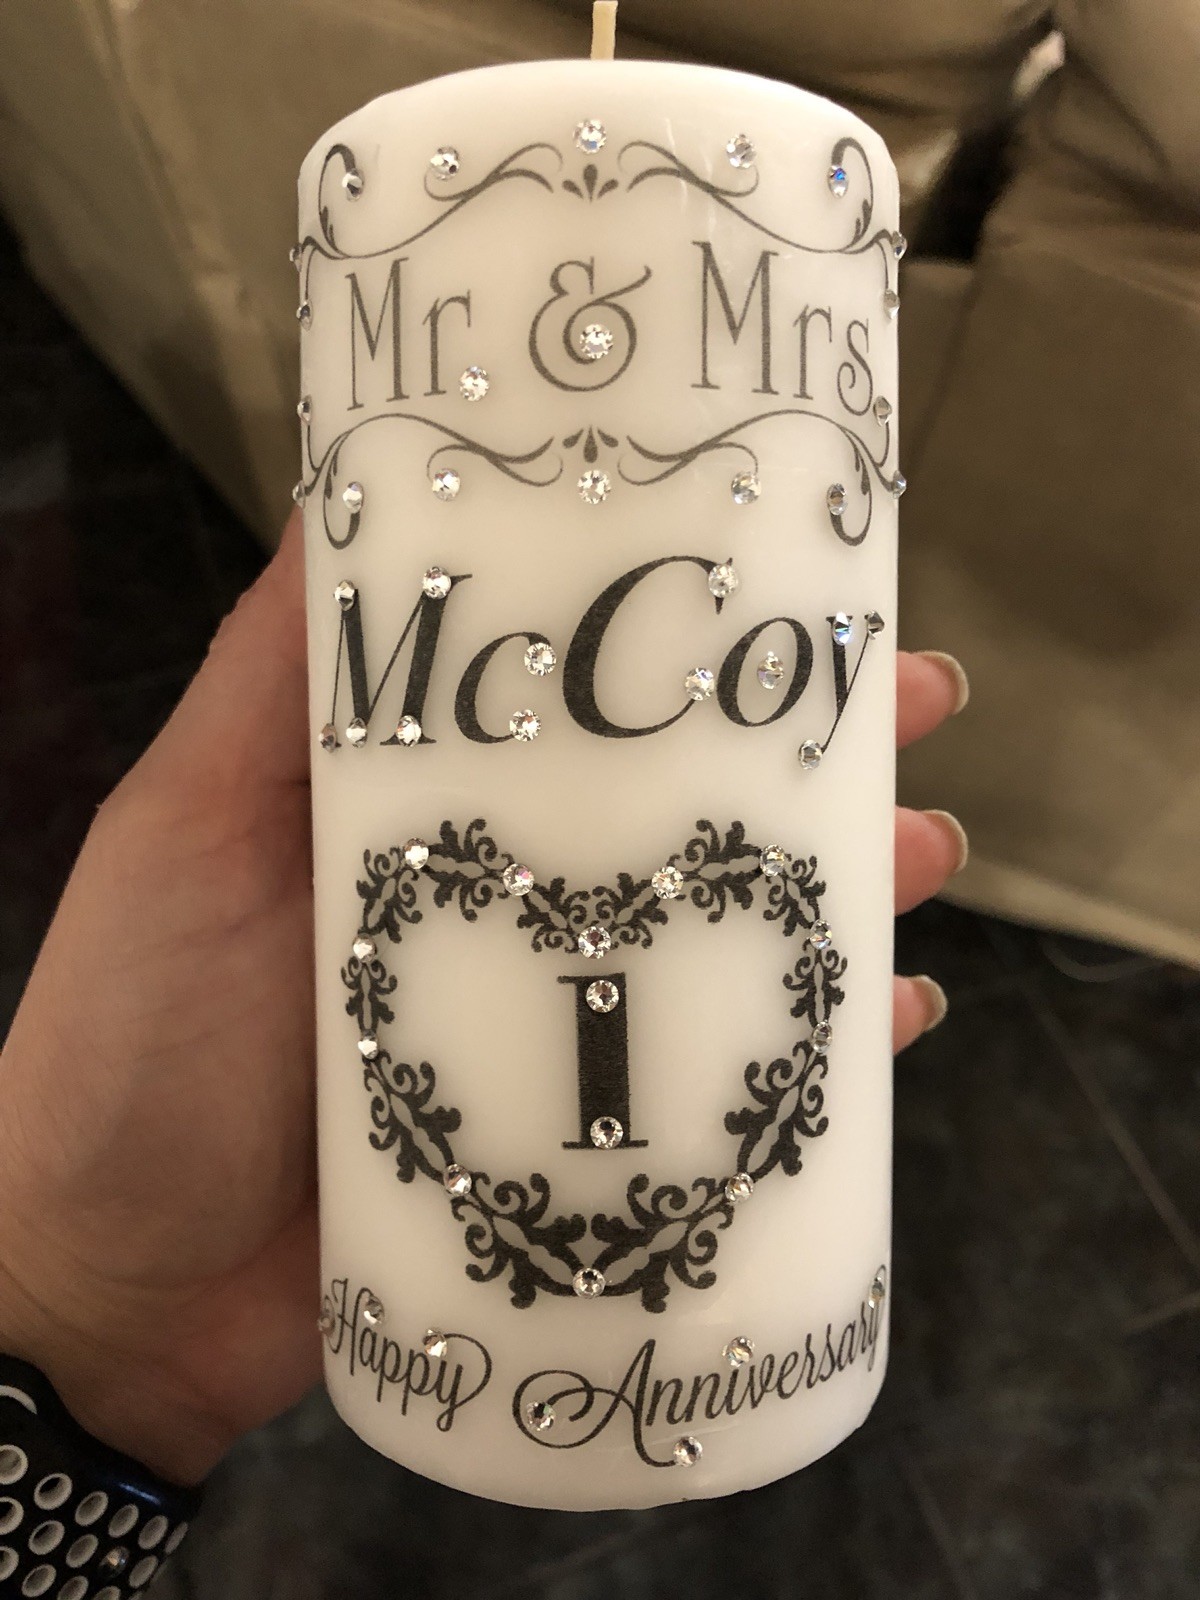 Mr. & Mrs.
McCoy
1
Happy Anniversary